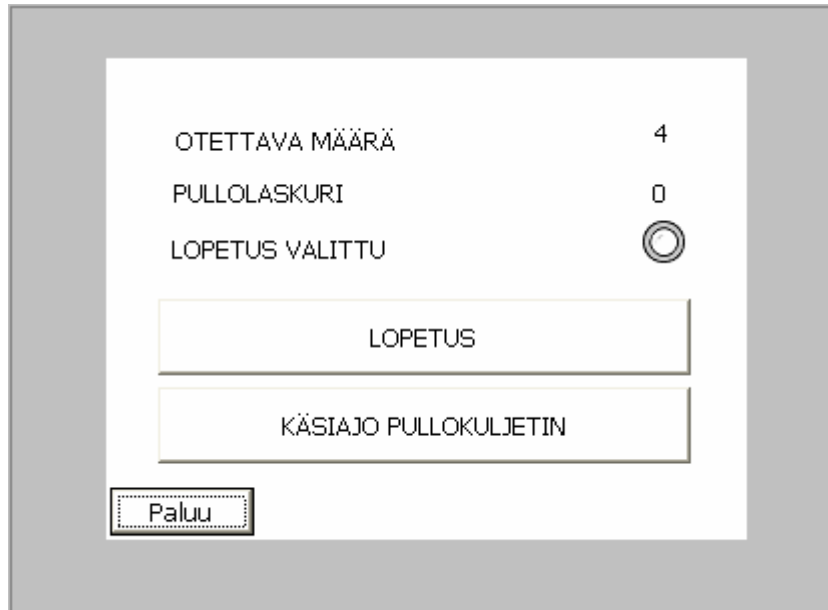 OTETTAVA MÄÄRÄ 4
PULLOLASKURI 0
LOPETUS VALITTU
LOPETUS
KÄSIAJO PULLOKULJETIN
Paluu